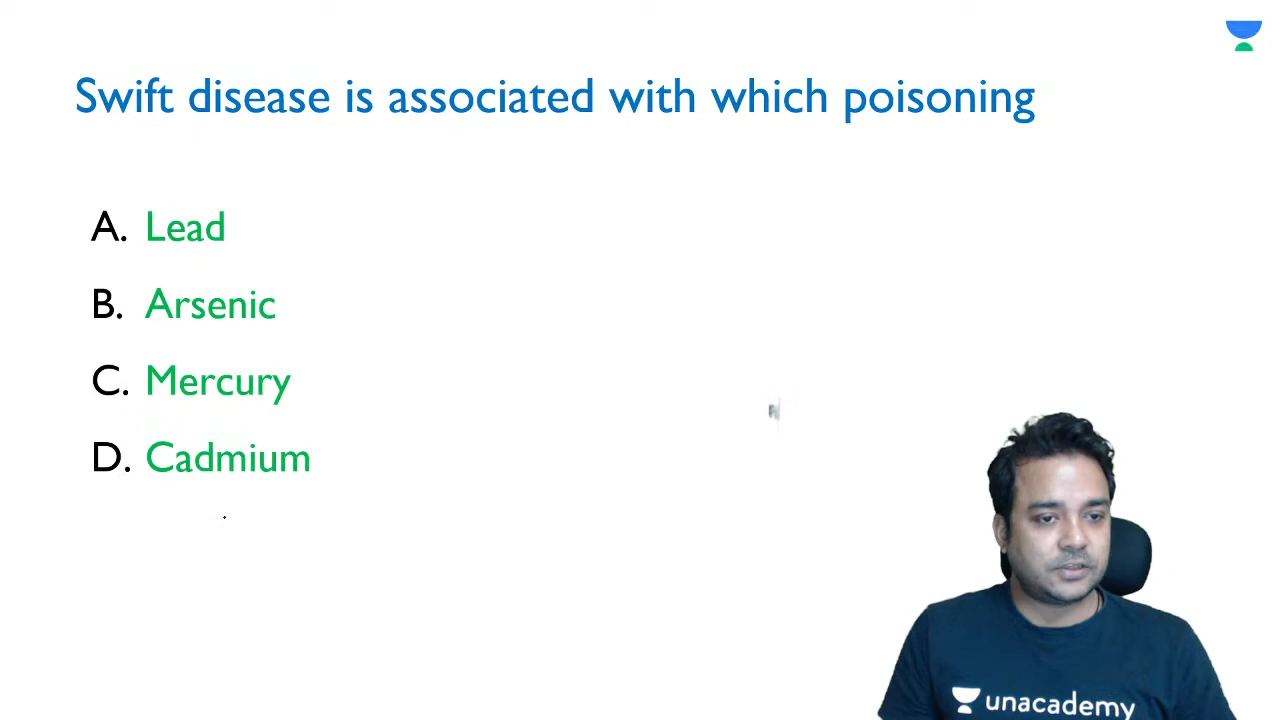 Swift disease is associated with which poisoning
A. Lead
B. Arsenic
C. Mercury
D. Cadmium
unacademy